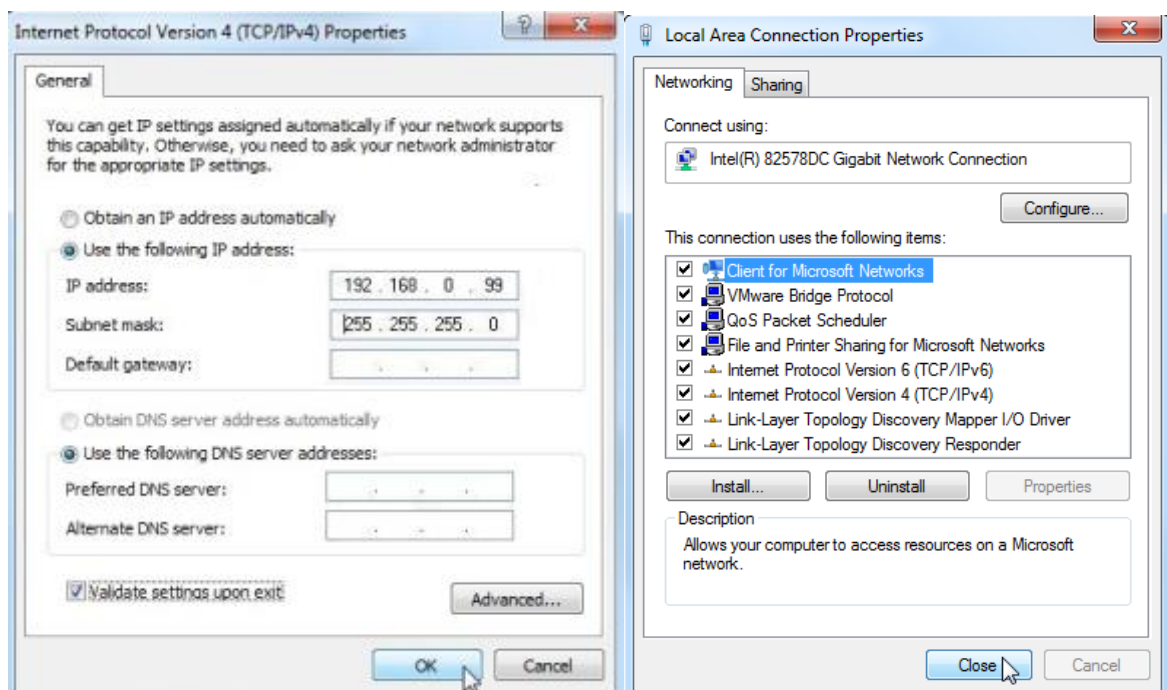 Internet Protocol Version 4 (TCP/IPv4) Properties
General
You can get IP settings assigned automatically if your network supports
this capability. Otherwise, you need to ask your network administrator
for the appropriate IP settings.
Obtain an IP address automatically
Use the following IP address:
IP address: 192 . 168 . 0 . 99
Subnet mask: 255 . 255 . 255 . 0
Default gateway: . . .
Obtain DNS server address automatically
Use the following DNS server addresses:
Preferred DNS server: . . .
Alternate DNS server: . . .
Validate settings upon exit
Advanced...
OK Cancel
Local Area Connection Properties
Networking Sharing
Connect using:
Intel(R) 82578DC Gigabit Network Connection
Configure...
This connection uses the following items:
Client for Microsoft Networks
VMware Bridge Protocol
QoS Packet Scheduler
File and Printer Sharing for Microsoft Networks
Internet Protocol Version 6 (TCP/IPv6)
Internet Protocol Version 4 (TCP/IPv4)
Link-Layer Topology Discovery Mapper I/O Driver
Link-Layer Topology Discovery Responder
Install... Uninstall Properties
Description
Allows your computer to access resources on a Microsoft
network.
Close Cancel